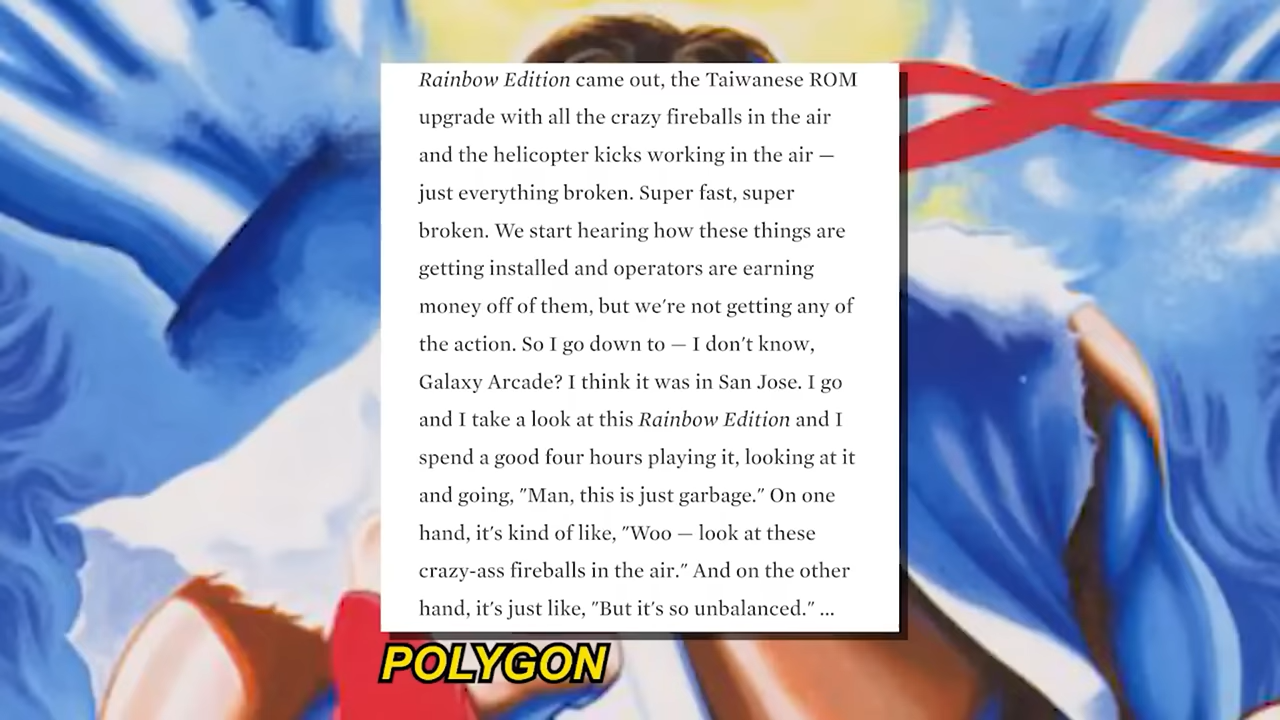 Rainbow Edition came out, the Taiwanese ROM
upgrade with all the crazy fireballs in the air
and the helicopter kicks working in the air —
just everything broken. Super fast, super
broken. We start hearing how these things are
getting installed and operators are earning
money off of them, but we're not getting any of
the action. So I go down to — I don't know,
Galaxy Arcade? I think it was in San Jose. I go
and I take a look at this Rainbow Edition and I
spend a good four hours playing it, looking at it
and going, "Man, this is just garbage." On one
hand, it's kind of like, "Woo — look at these
crazy-ass fireballs in the air." And on the other
hand, it's just like, "But it's so unbalanced." ...
POLYGON